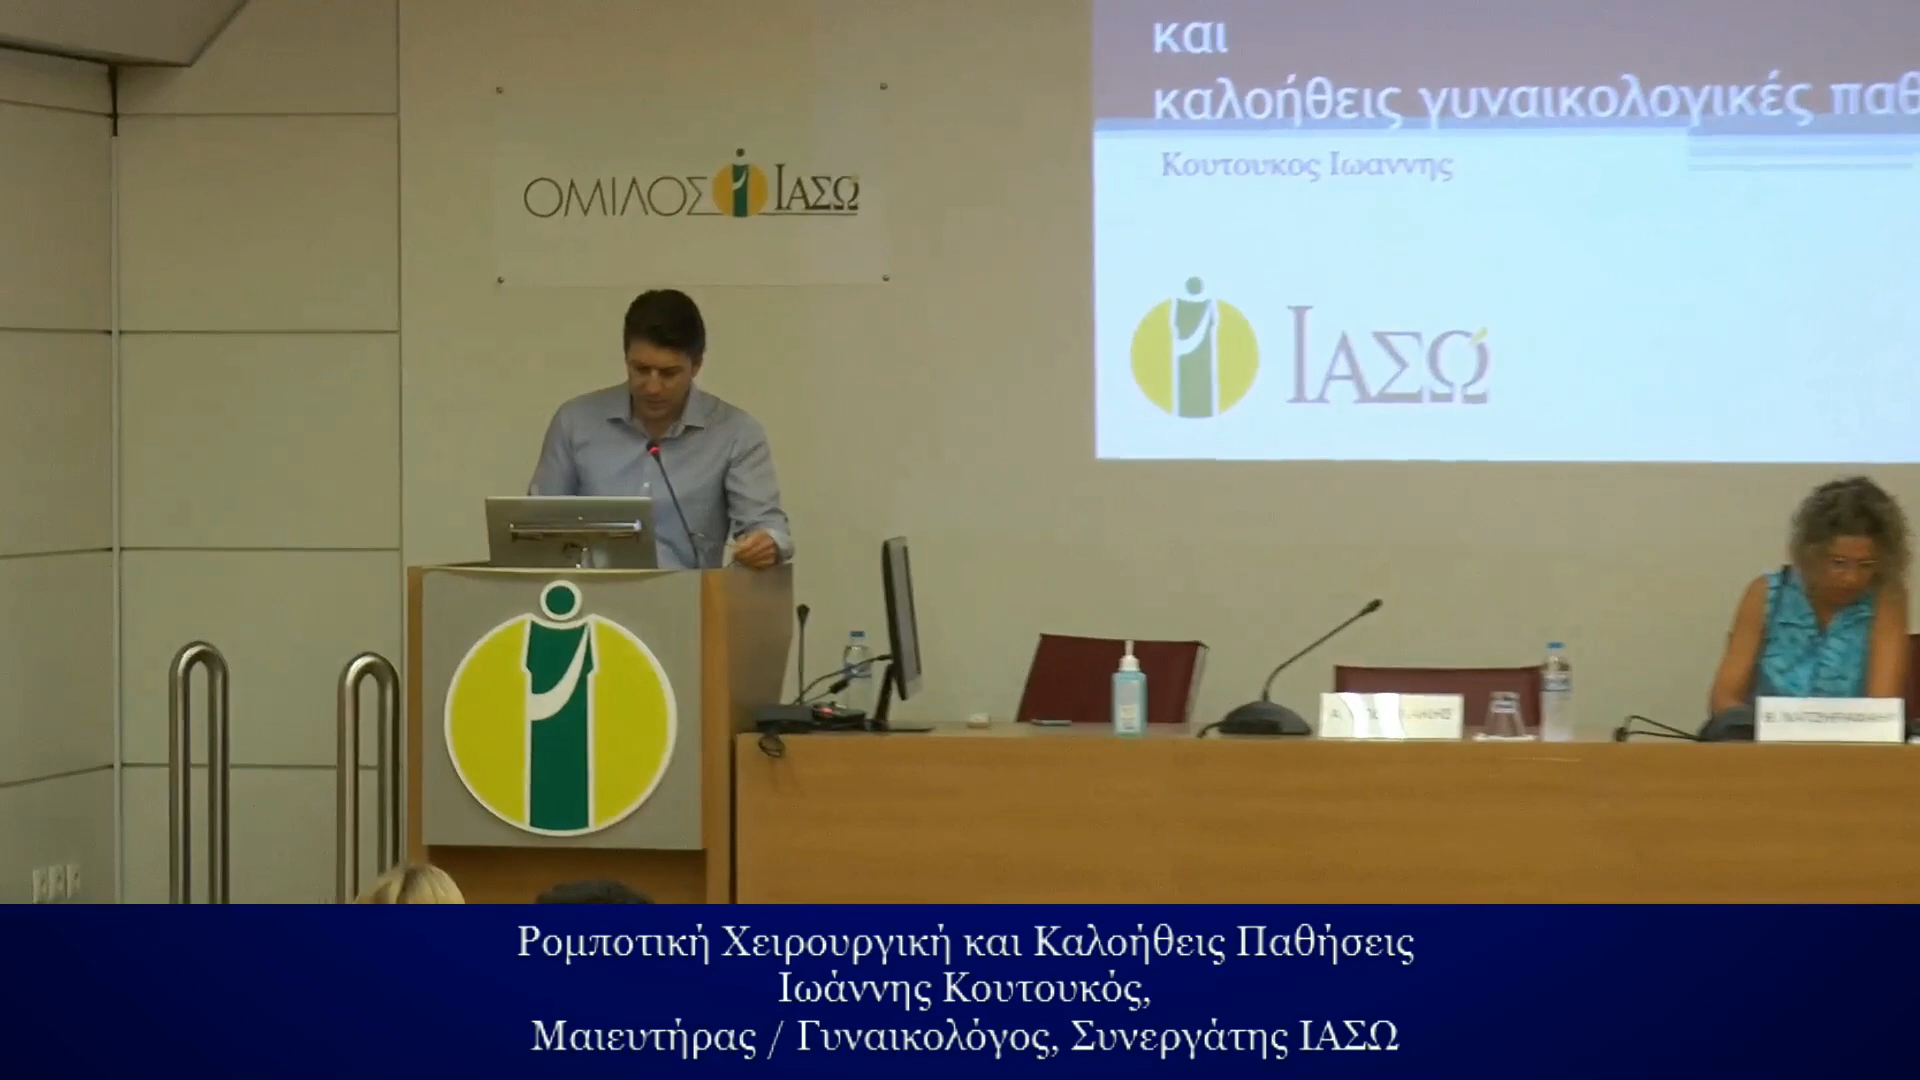 και
καλοήθεις γυναικολογικές παθ
Κουτουκος Ιωαννης
ΟΜΙΛΟΣ ΙΑΣΩ
ΙΑΣΩ
Ρομποτική Χειρουργική και Καλοήθεις Παθήσεις
Ιωάννης Κουτουκός,
Μαιευτήρας / Γυναικολόγος, Συνεργάτης ΙΑΣΩ